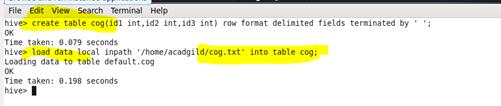 File Edit View Search Terminal Help
hive> create table cog(id1 int,id2 int,id3 int) row format delimited fields terminated by ' ';
OK
Time taken: 0.079 seconds
hive> load data local inpath '/home/acadgild/cog.txt' into table cog;
Loading data to table default.cog
OK
Time taken: 0.198 seconds
hive>